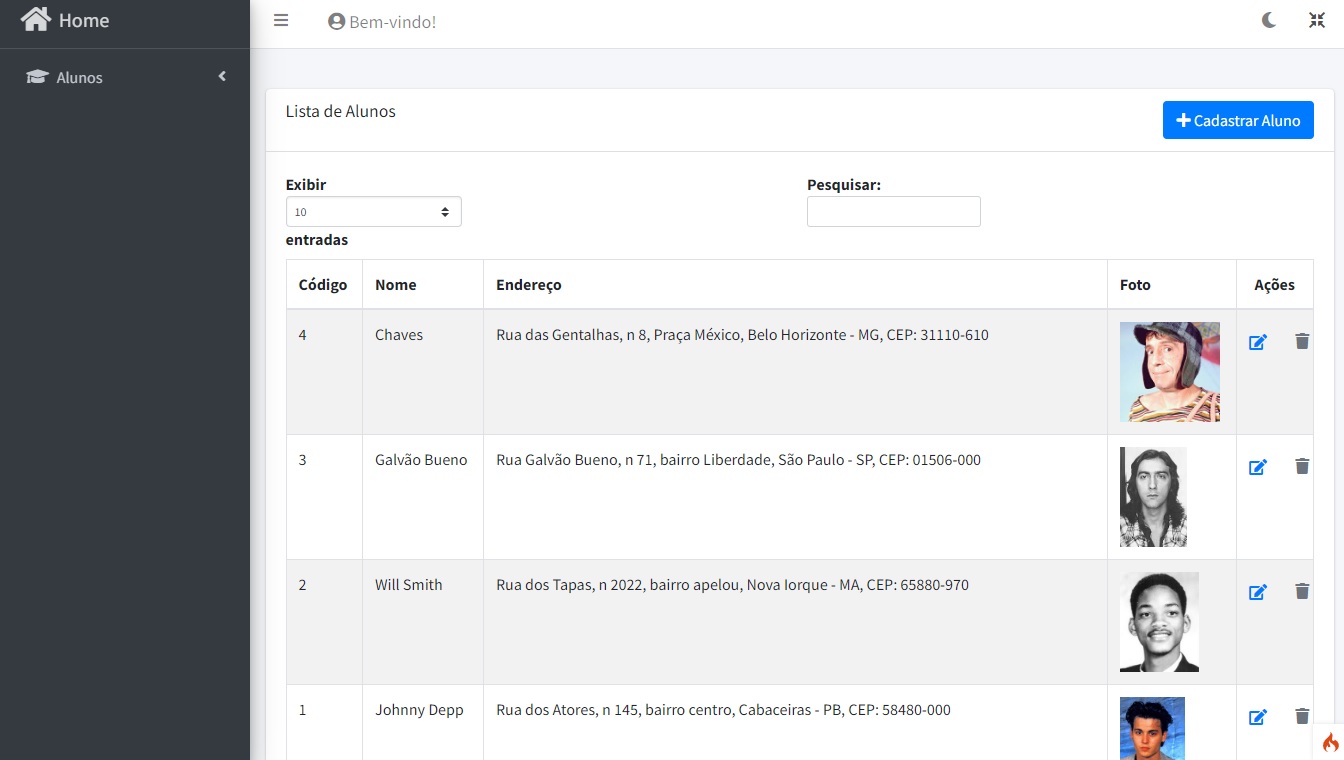 Home
Bem-vindo!
Alunos
Lista de Alunos
Cadastrar Aluno
Exibir
Pesquisar:
10
entradas
Código Nome Endereço Foto Ações
4 Chaves Rua das Gentalhas, n 8, Praça México, Belo Horizonte - MG, CEP: 31110-610
3 Galvão Bueno Rua Galvão Bueno, n 71, bairro Liberdade, São Paulo - SP, CEP: 01506-000
2 Will Smith Rua dos Tapas, n 2022, bairro apelou, Nova Iorque - MA, CEP: 65880-970
1 Johnny Depp Rua dos Atores, n 145, bairro centro, Cabaceiras - PB, CEP: 58480-000